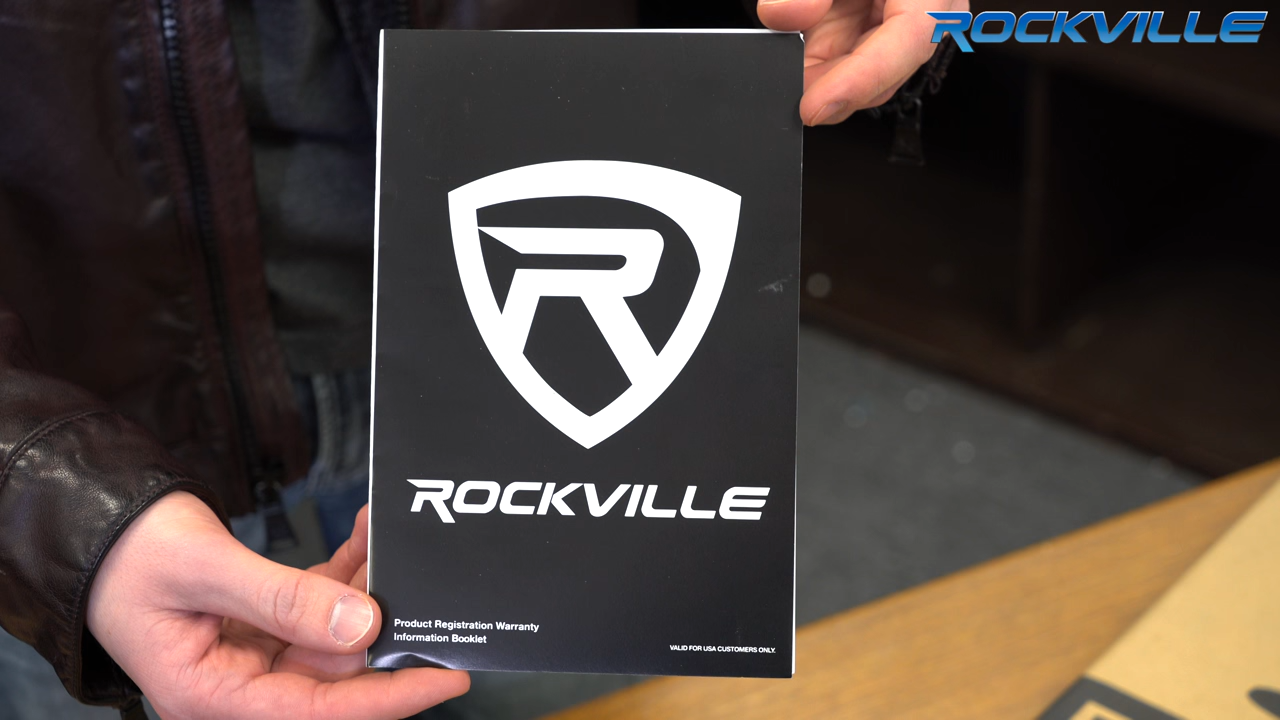 ROCKVILLE
R
ROCKVILLE
Product Registration Warranty
Information Booklet
VALID FOR USA CUSTOMERS ONLY.